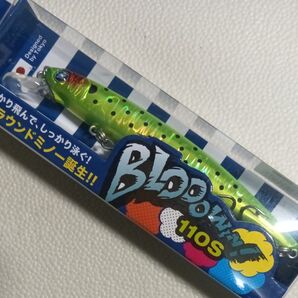 Designed
by Tokyo
かり飛んで、しっかり泳ぐ!
ラウンドミノー誕生!!
BLOOOWIN!
110S